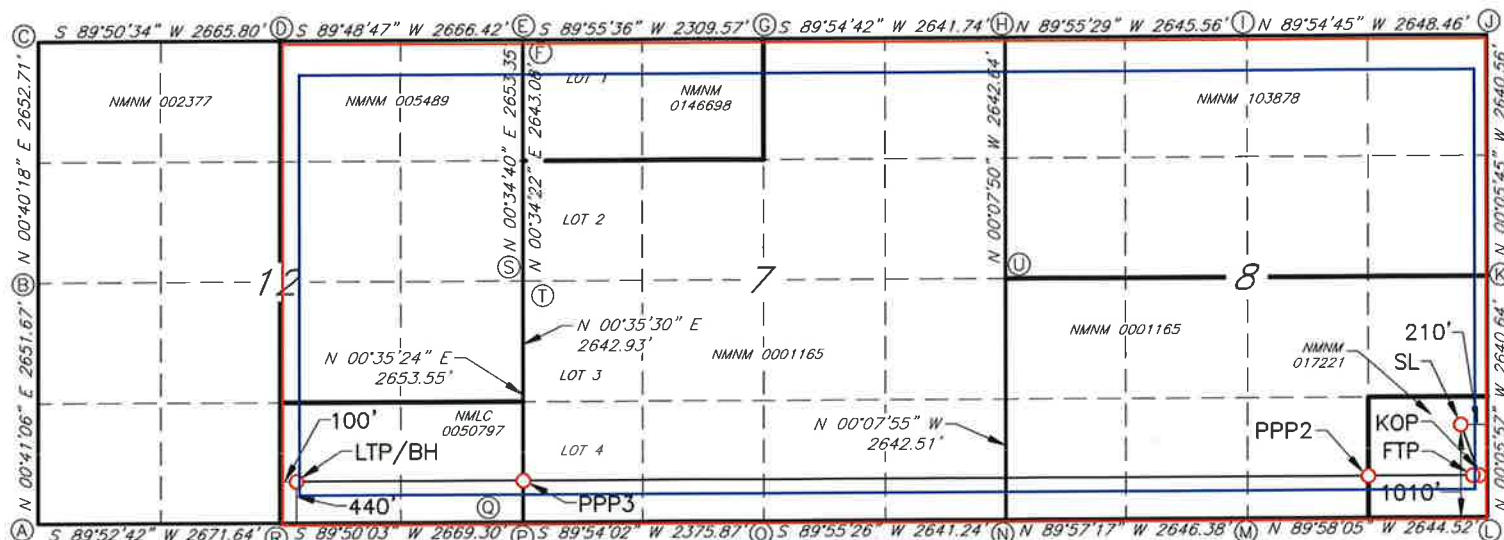 C S 89°50'34" W 2665.80' D S 89°48'47" W 2666.42' E S 89°55'36" W 2309.57' G S 89°54'42" W 2641.74' H N 89°55'29" W 2645.56' I N 89°54'45" W 2648.46' J
F
LOT 1
NMNM 002377
NMNM 005489
NMNM
0146698
NMNM 103878
N 00°40'18" E 2652.71'
N 00°34'40" E 2653.35'
N 00°34'22" E 2643.08'
N 00°07'50" W 2642.64'
N 00°05'45" W 2640.56'
LOT 2
B
12
S
T
7
U
8
K
N 00°35'30" E
2642.93'
N 00°35'24" E
2653.55'
NMNM 0001165
NMNM 0001165
LOT 3
NMNM
017221
210'
SL
N 00°41'06" E 2651.67'
100'
NMLC
0050797
LOT 4
N 00°07'55" W
2642.51'
PPP2
KOP
FTP
N 00°05'57" W 2640.64'
LTP/BH
440'
Q
PPP3
1010'
A S 89°52'42" W 2671.64' R S 89°50'03" W 2669.30' P S 89°54'02" W 2375.87' O S 89°55'26" W 2641.24' N N 89°57'17" W 2646.38' M N 89°58'05" W 2644.52' L